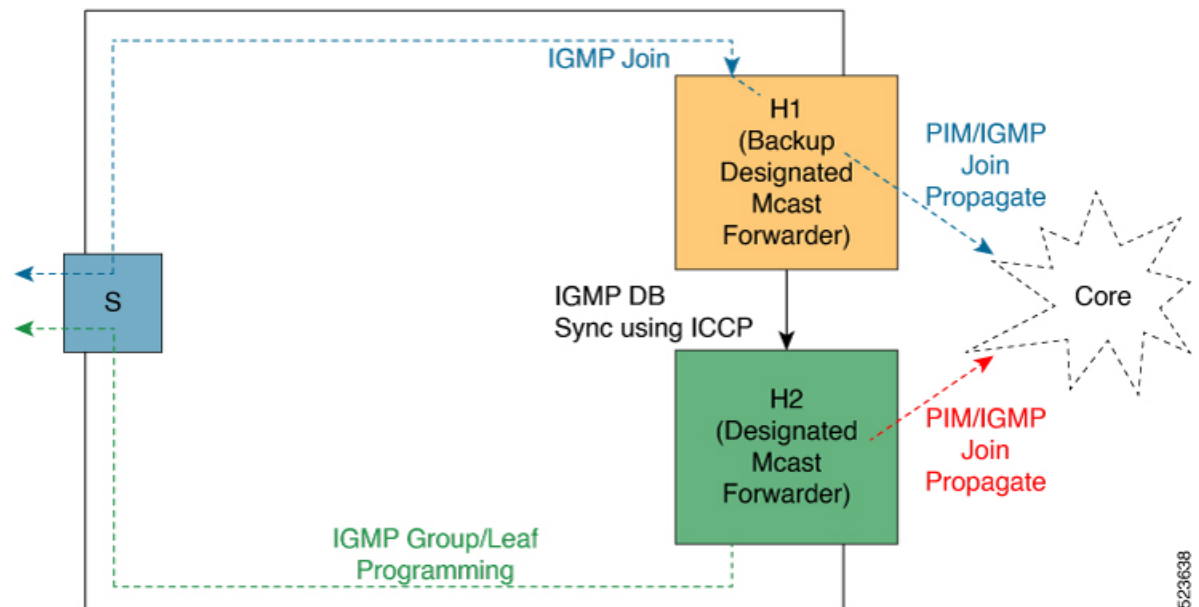 IGMP Join
H1
(Backup
Designated
Mcast
Forwarder)
PIM/IGMP
Join
Propagate
S
IGMP DB
Sync using ICCP
Core
H2
(Designated
Mcast
Forwarder)
PIM/IGMP
Join
Propagate
IGMP Group/Leaf
Programming
523638